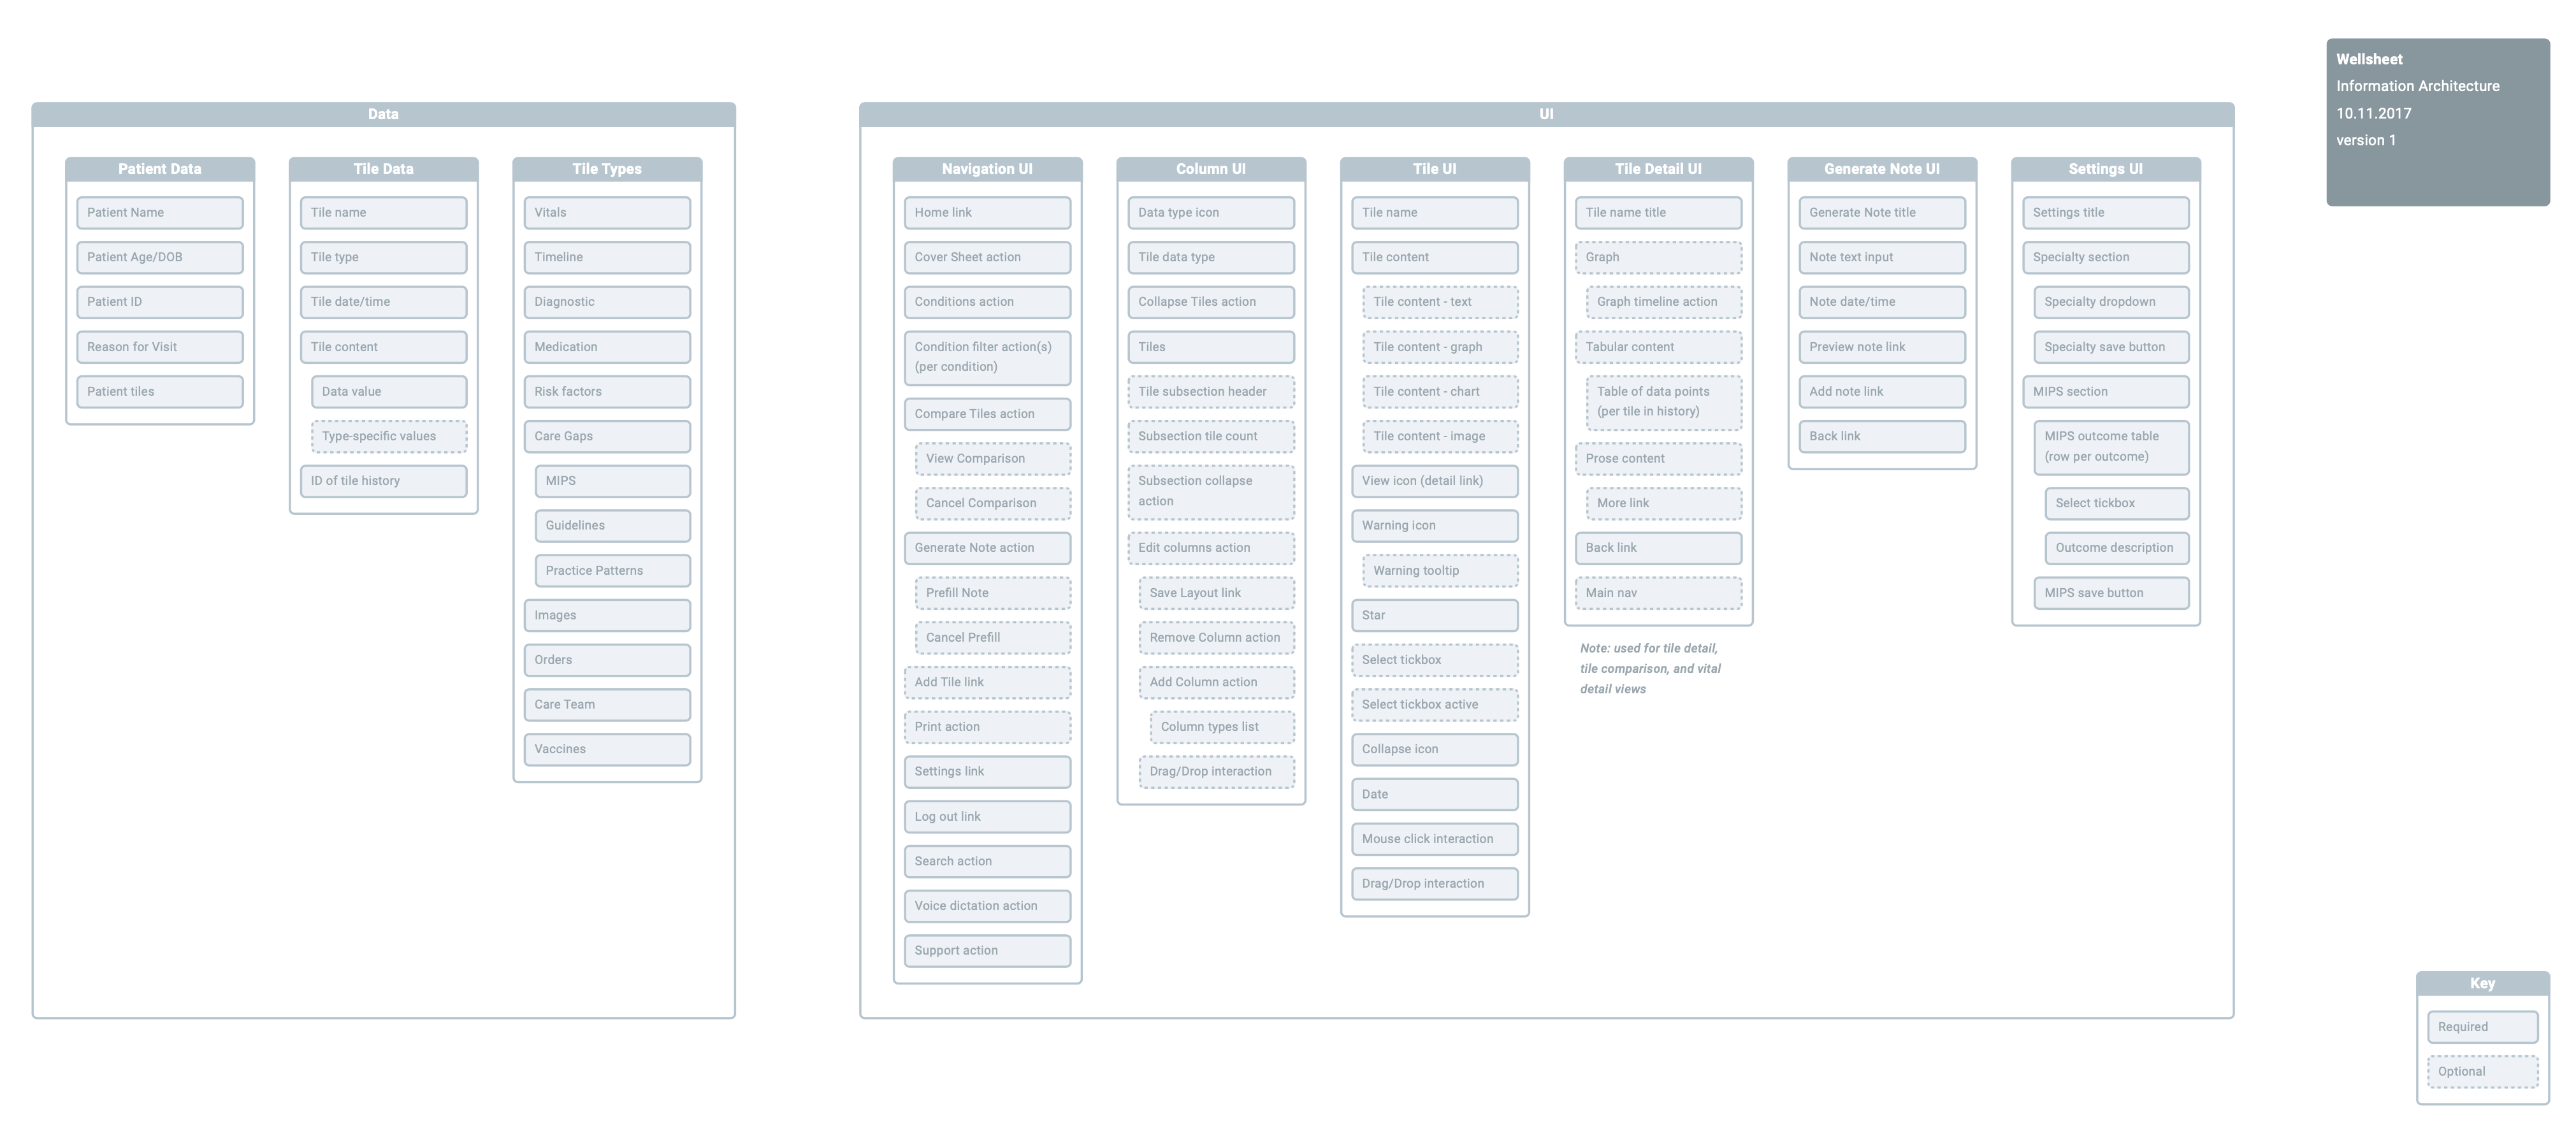 Wellsheet
Information Architecture
10.11.2017
version 1
Data
Patient Data
Patient Name
Patient Age/DOB
Patient ID
Reason for Visit
Patient tiles
Tile Data
Tile name
Tile type
Tile date/time
Tile content
Data value
Type-specific values
ID of tile history
Tile Types
Vitals
Timeline
Diagnostic
Medication
Risk factors
Care Gaps
MIPS
Guidelines
Practice Patterns
Images
Orders
Care Team
Vaccines
UI
Navigation UI
Home link
Cover Sheet action
Conditions action
Condition filter action(s)
(per condition)
Compare Tiles action
View Comparison
Cancel Comparison
Generate Note action
Prefill Note
Cancel Prefill
Add Tile link
Print action
Settings link
Log out link
Search action
Voice dictation action
Support action
Column UI
Data type icon
Tile data type
Collapse Tiles action
Tiles
Tile subsection header
Subsection tile count
Subsection collapse
action
Edit columns action
Save Layout link
Remove Column action
Add Column action
Column types list
Drag/Drop interaction
Tile UI
Tile name
Tile content
Tile content - text
Tile content - graph
Tile content - chart
Tile content - image
View icon (detail link)
Warning icon
Warning tooltip
Star
Select tickbox
Select tickbox active
Collapse icon
Date
Mouse click interaction
Drag/Drop interaction
Tile Detail UI
Tile name title
Graph
Graph timeline action
Tabular content
Table of data points
(per tile in history)
Prose content
More link
Back link
Main nav
Note: used for tile detail,
tile comparison, and vital
detail views
Generate Note UI
Generate Note title
Note text input
Note date/time
Preview note link
Add note link
Back link
Settings UI
Settings title
Specialty section
Specialty dropdown
Specialty save button
MIPS section
MIPS outcome table
(row per outcome)
Select tickbox
Outcome description
MIPS save button
Key
Required
Optional